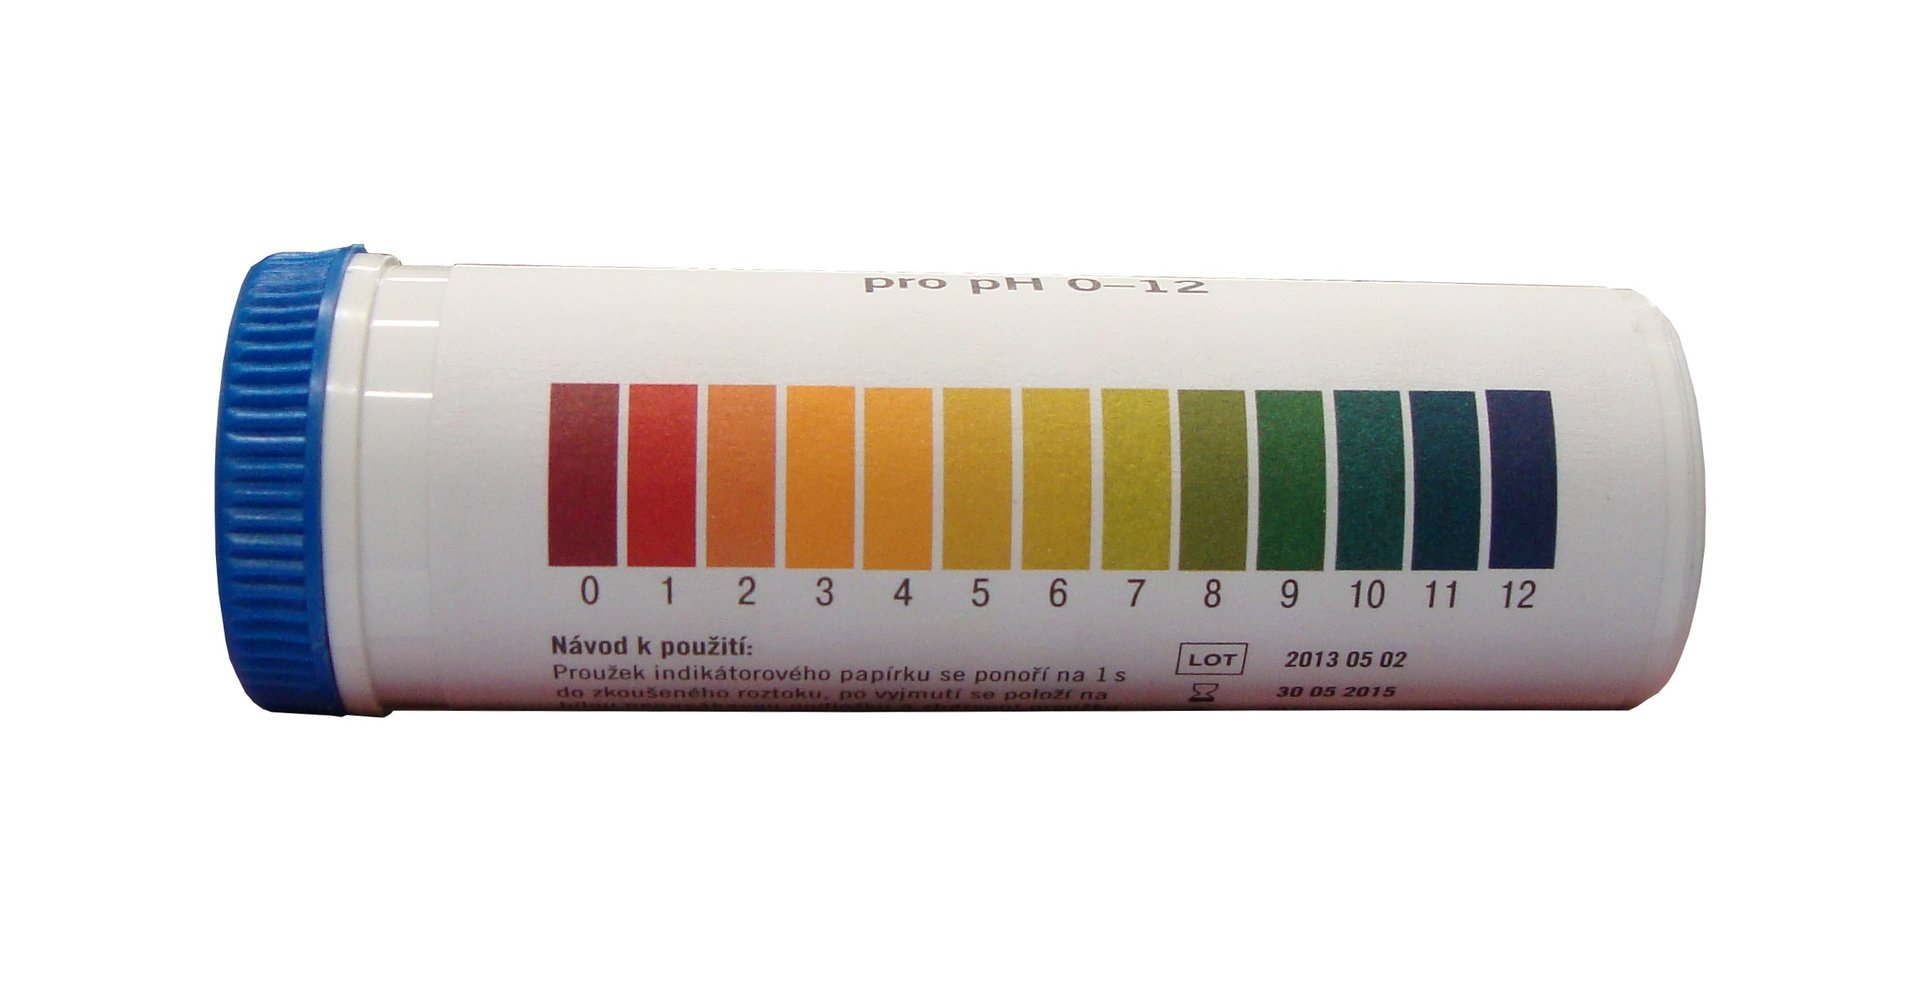 pro pH 0–12
0 1 2 3 4 5 6 7 8 9 10 11 12
Návod k použití:
Proužek indikátorového papírku se ponoří na 1 s
do zkoušeného roztoku, po vyjmutí se položí na
LOT 2013 05 02
30 05 2015